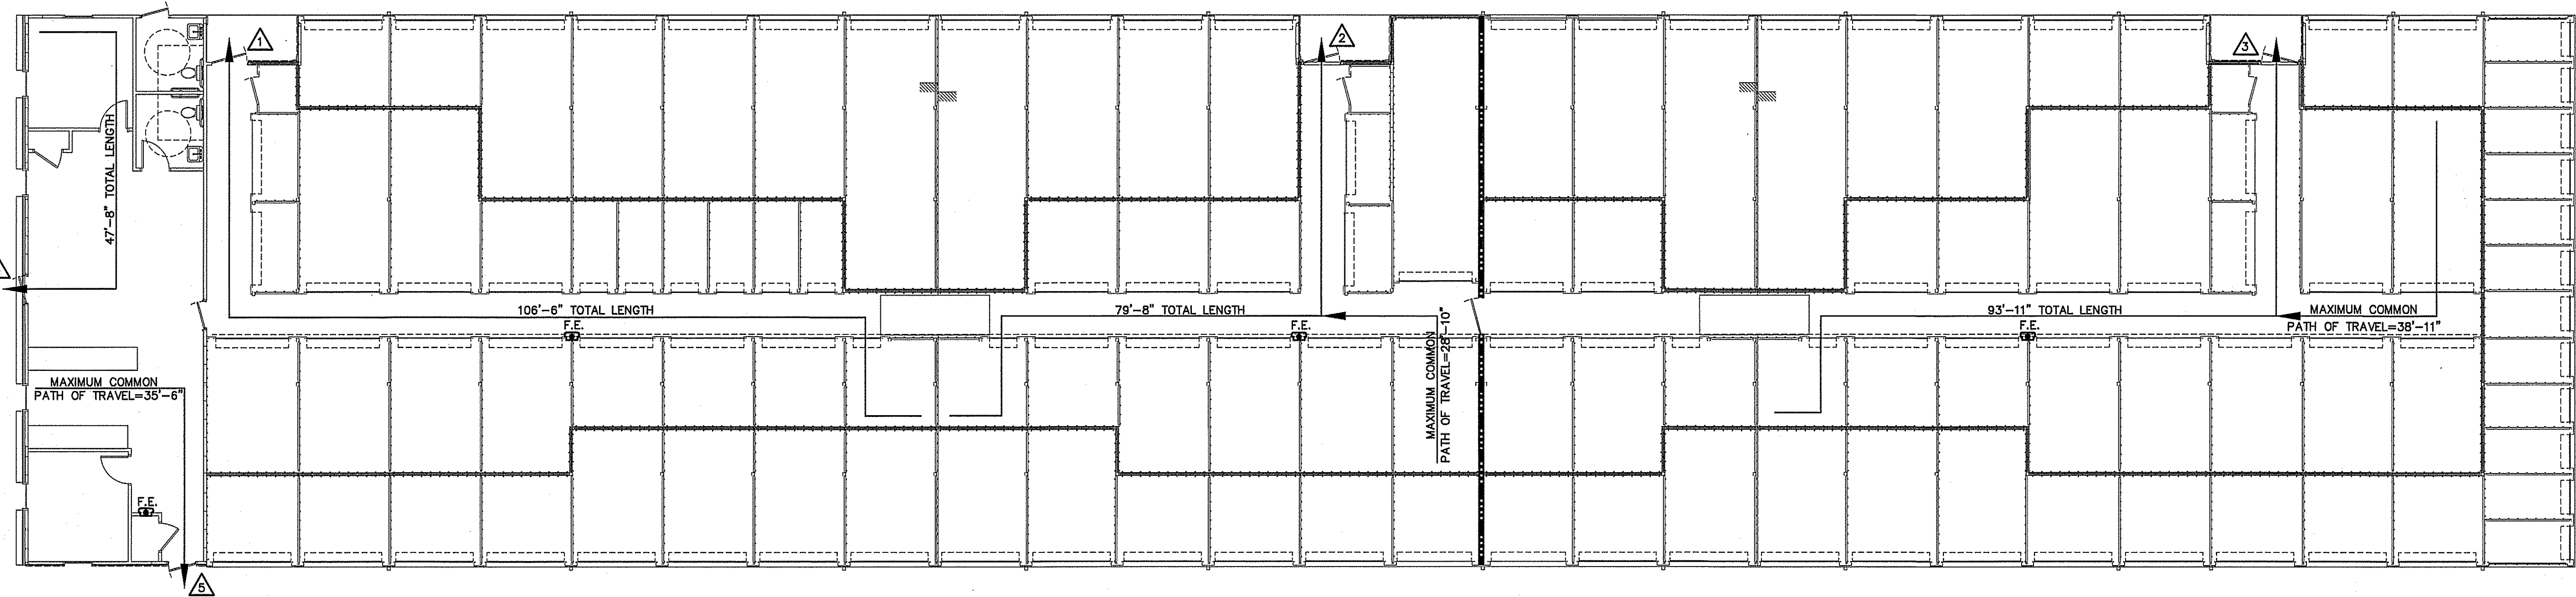 1
2
3
47'-8" TOTAL LENGTH
106'-6" TOTAL LENGTH
79'-8" TOTAL LENGTH
93'-11" TOTAL LENGTH
MAXIMUM COMMON
PATH OF TRAVEL=38'-11"
F.E.
F.E.
F.E.
MAXIMUM COMMON
PATH OF TRAVEL=28'-10"
MAXIMUM COMMON
PATH OF TRAVEL=35'-6"
F.E.
5